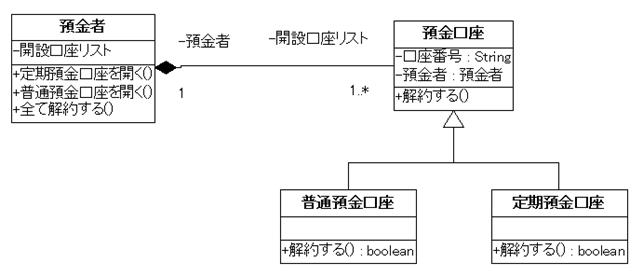 預金者
-開設口座リスト
+定期預金口座を開く()
+普通預金口座を開く()
+全て解約する()
-預金者
-開設口座リスト
1
1..*
預金口座
-口座番号 : String
-預金者 : 預金者
+解約する()
普通預金口座
+解約する() : boolean
定期預金口座
+解約する() : boolean